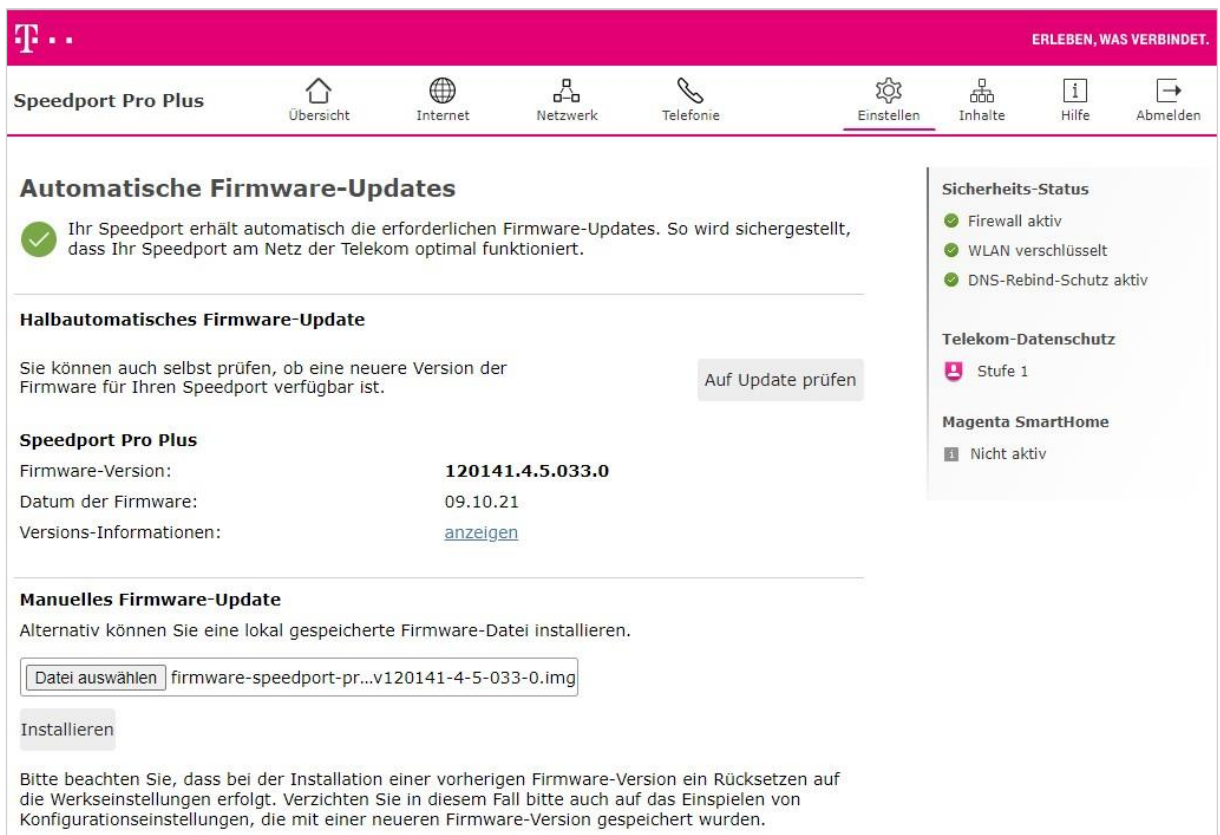 T
ERLEBEN, WAS VERBINDET.
Speedport Pro Plus
Übersicht
Internet
Netzwerk
Telefonie
Einstellen
Inhalte
Hilfe
Abmelden
Automatische Firmware-Updates
Ihr Speedport erhält automatisch die erforderlichen Firmware-Updates. So wird sichergestellt,
dass Ihr Speedport am Netz der Telekom optimal funktioniert.
Halbautomatisches Firmware-Update
Sie können auch selbst prüfen, ob eine neuere Version der
Firmware für Ihren Speedport verfügbar ist.
Auf Update prüfen
Speedport Pro Plus
Firmware-Version: 120141.4.5.033.0
Datum der Firmware: 09.10.21
Versions-Informationen: anzeigen
Manuelles Firmware-Update
Alternativ können Sie eine lokal gespeicherte Firmware-Datei installieren.
Datei auswählen firmware-speedport-pr...v120141-4-5-033-0.img
Installieren
Bitte beachten Sie, dass bei der Installation einer vorherigen Firmware-Version ein Rücksetzen auf
die Werkseinstellungen erfolgt. Verzichten Sie in diesem Fall bitte auch auf das Einspielen von
Konfigurationseinstellungen, die mit einer neueren Firmware-Version gespeichert wurden.
Sicherheits-Status
Firewall aktiv
WLAN verschlüsselt
DNS-Rebind-Schutz aktiv
Telekom-Datenschutz
Stufe 1
Magenta SmartHome
Nicht aktiv